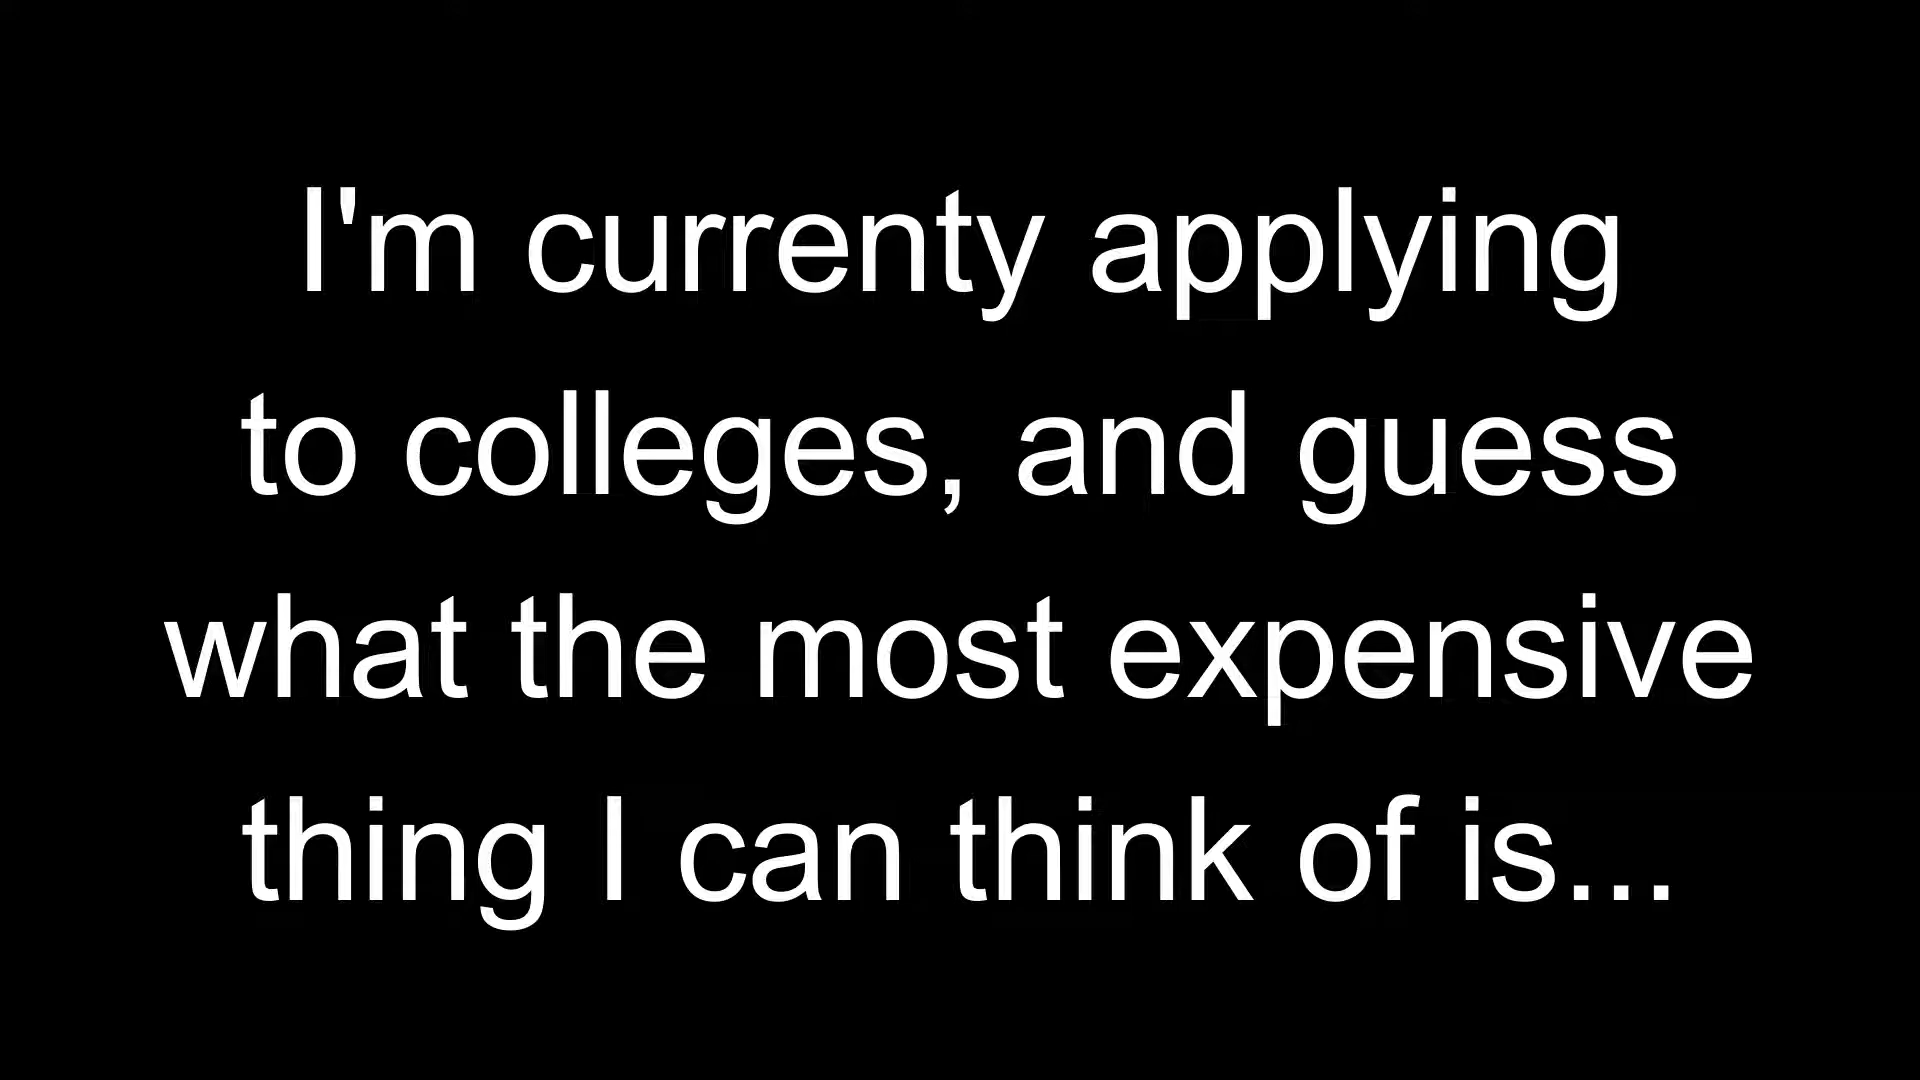 I'm currenty applying
to colleges, and guess
what the most expensive
thing I can think of is...